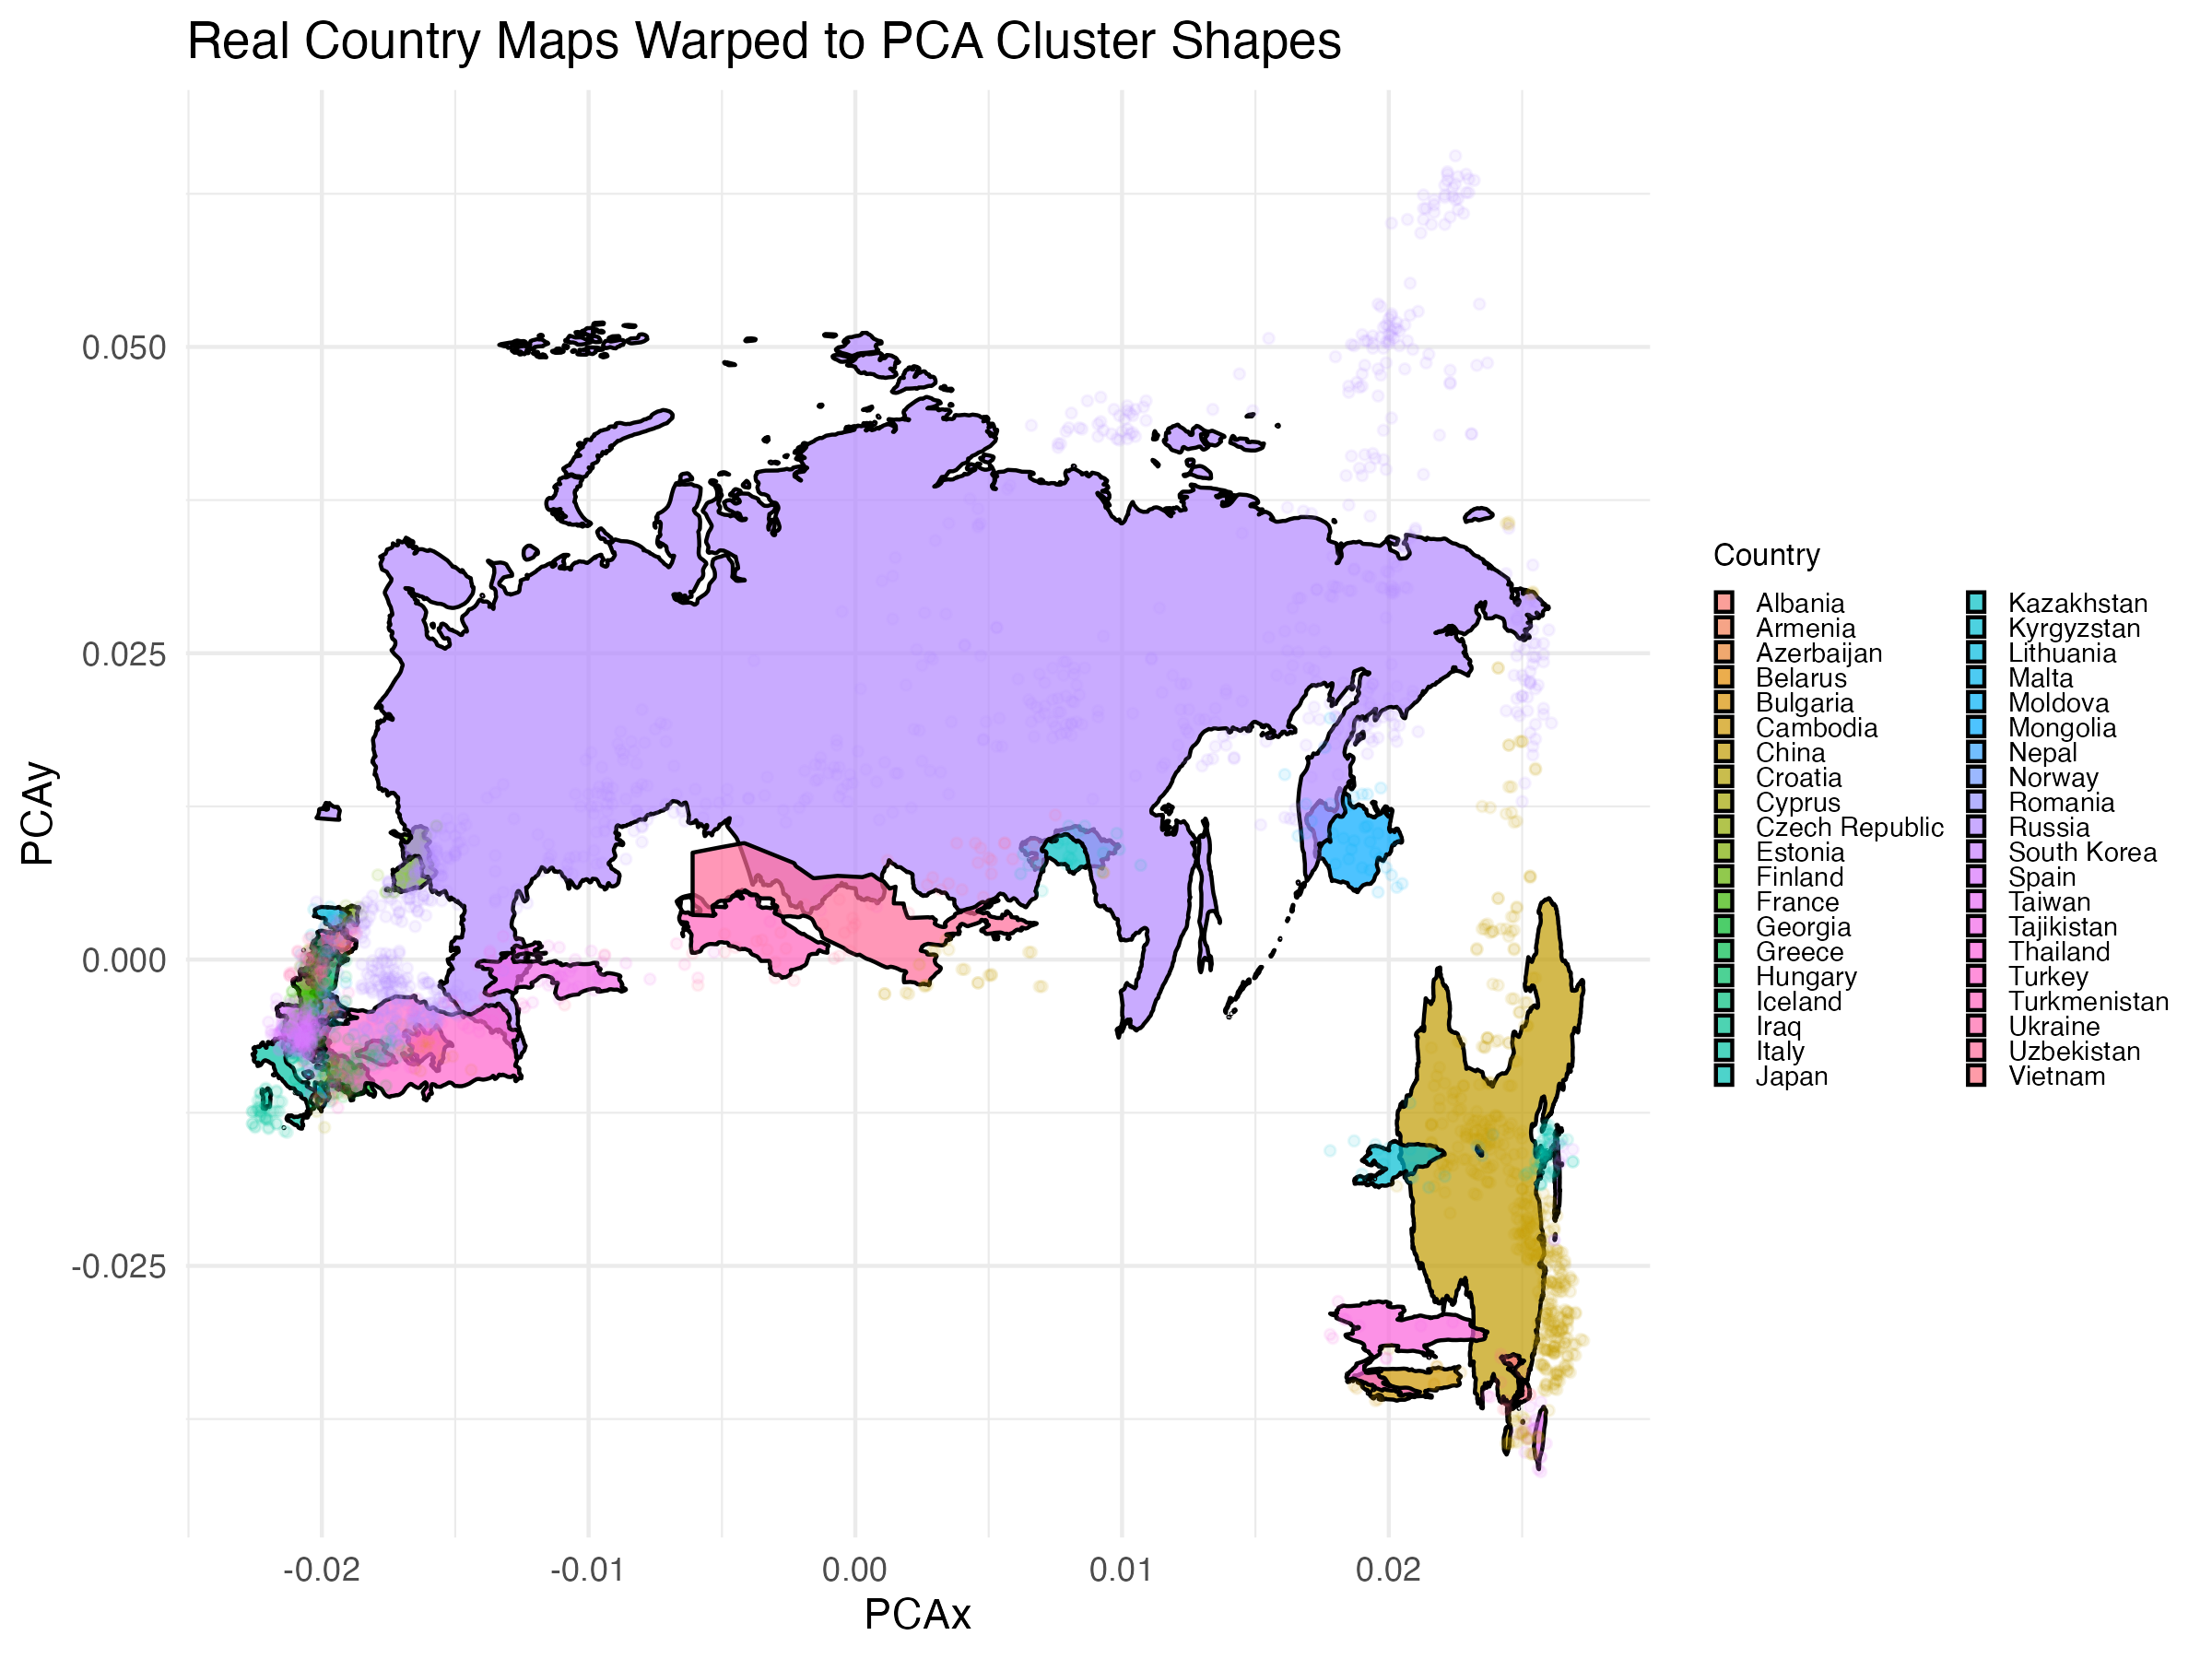 Real Country Maps Warped to PCA Cluster Shapes
PCAy
0.050
0.025
0.000
-0.025
-0.02
-0.01
0.00
0.01
0.02
PCAx
Country
Albania
Armenia
Azerbaijan
Belarus
Bulgaria
Cambodia
China
Croatia
Cyprus
Czech Republic
Estonia
Finland
France
Georgia
Greece
Hungary
Iceland
Iraq
Italy
Japan
Kazakhstan
Kyrgyzstan
Lithuania
Malta
Moldova
Mongolia
Nepal
Norway
Romania
Russia
South Korea
Spain
Taiwan
Tajikistan
Thailand
Turkey
Turkmenistan
Ukraine
Uzbekistan
Vietnam